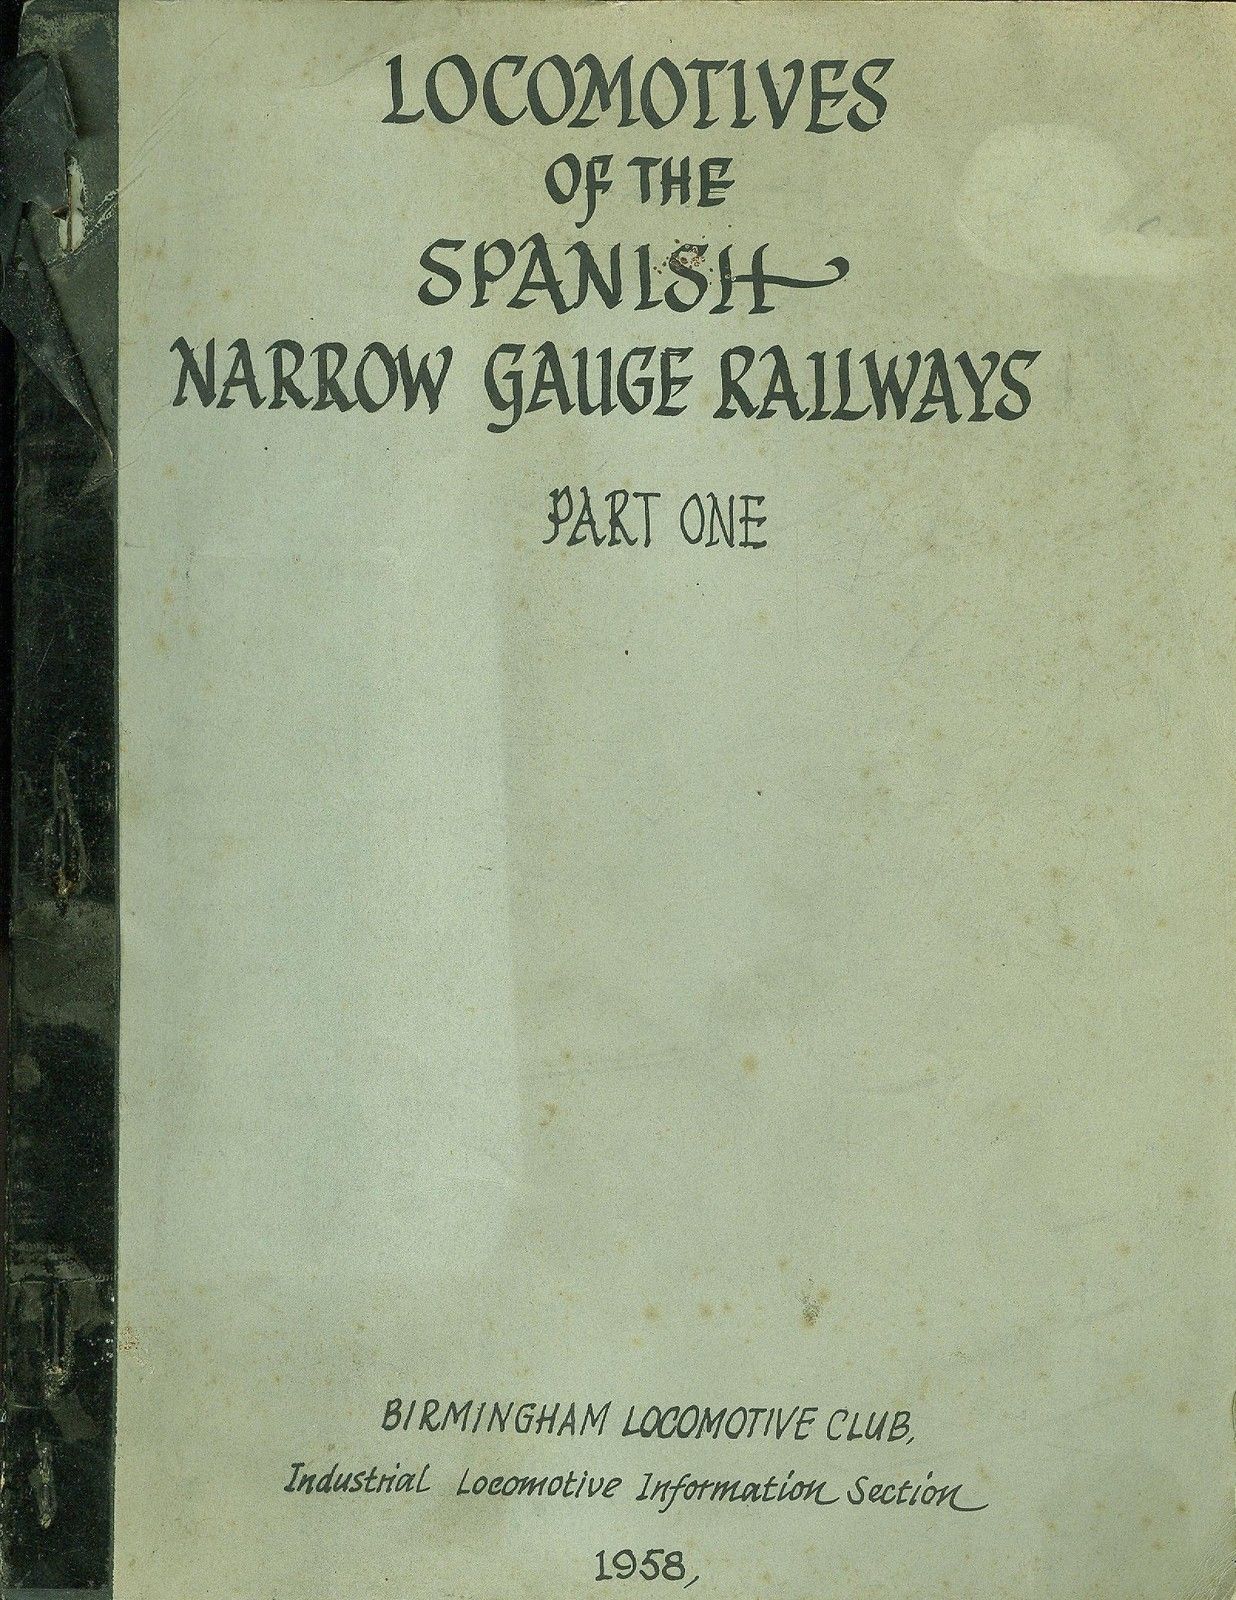 LOCOMOTIVES
OF THE
SPANISH
NARROW GAUGE RAILWAYS
PART ONE
BIRMINGHAM LOCOMOTIVE CLUB,
Industrial Locomotive Information Section
1958,